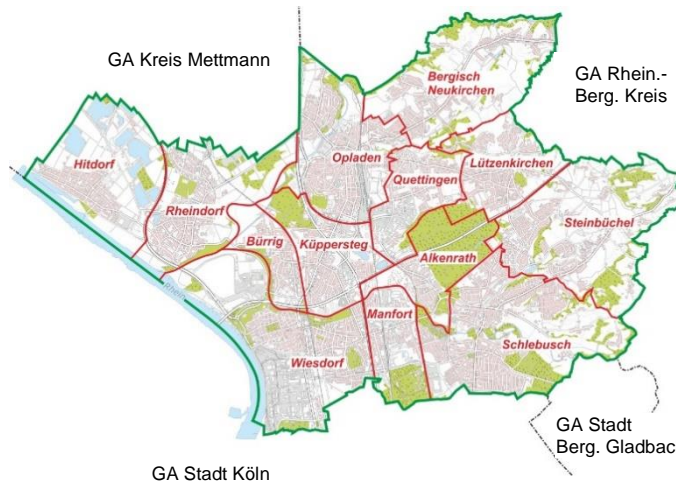 GA Kreis Mettmann
GA Rhein.-
Berg. Kreis
Bergisch
Neukirchen
Hitdorf
Opladen
Lützenkirchen
Quettingen
Rheindorf
Steinbüchel
Bürrig
Küppersteg
Alkenrath
Manfort
Schlebusch
Wiesdorf
GA Stadt
Berg. Gladbac
GA Stadt Köln